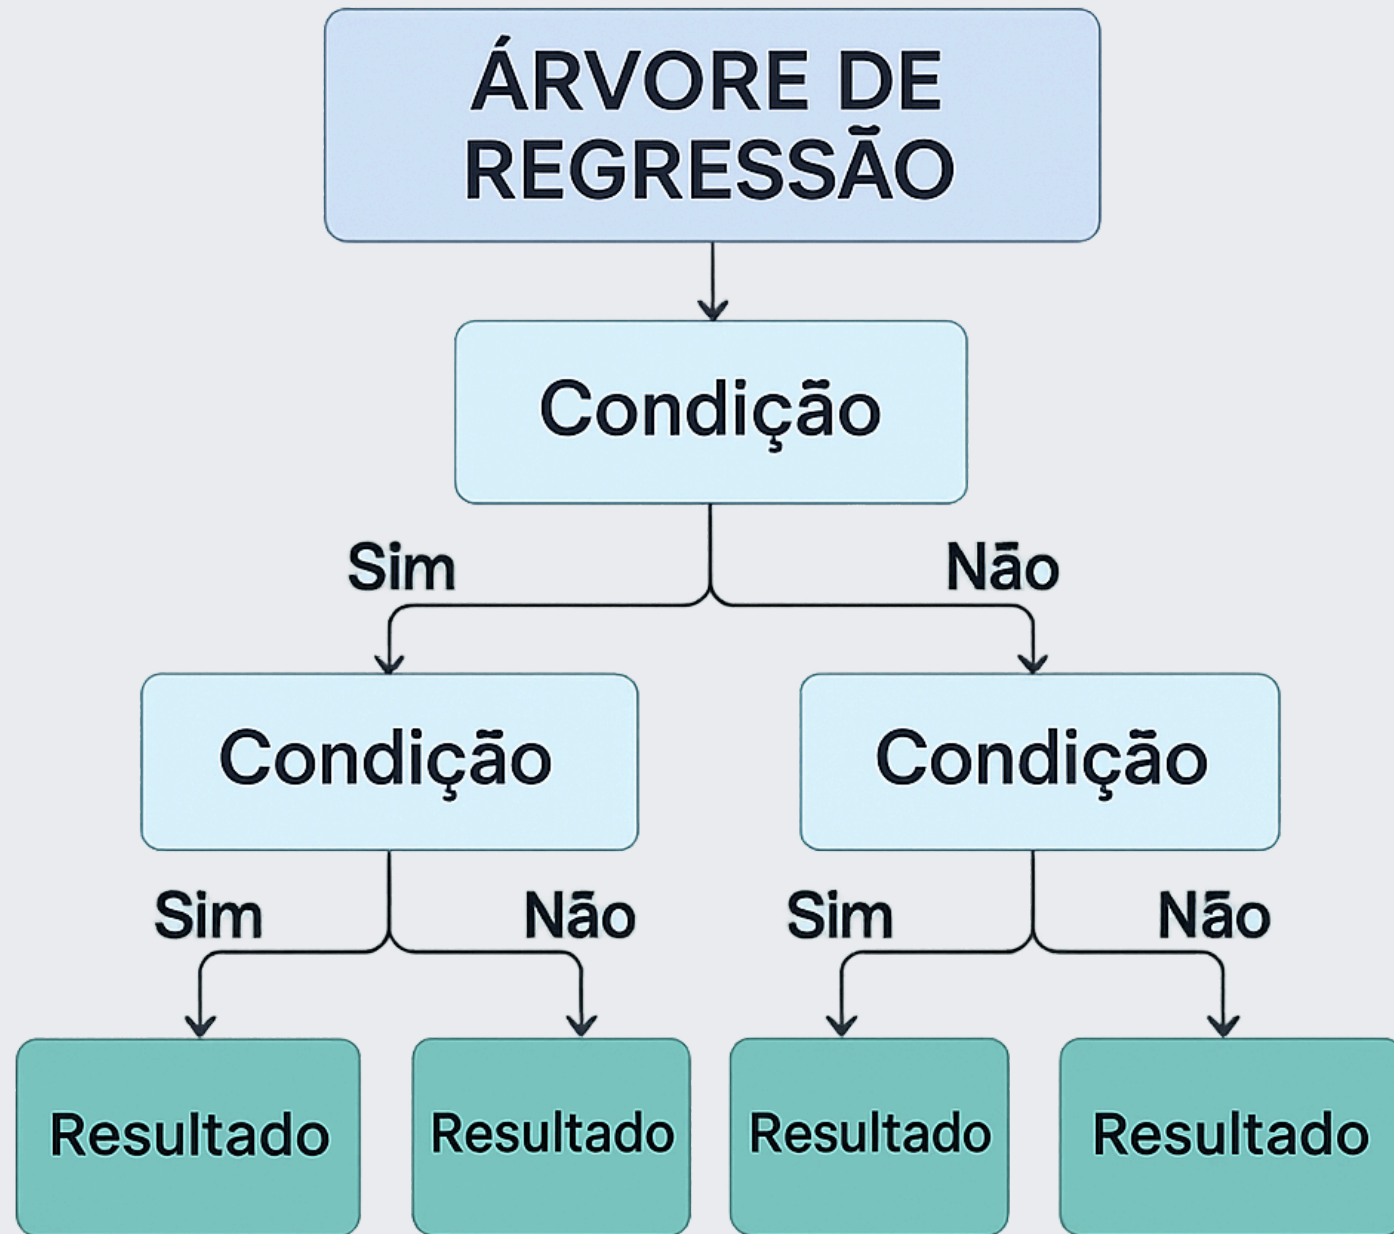 ÁRVORE DE
REGRESSÃO
Condição
Sim
Não
Condição
Condição
Sim
Não
Sim
Não
Resultado
Resultado
Resultado
Resultado